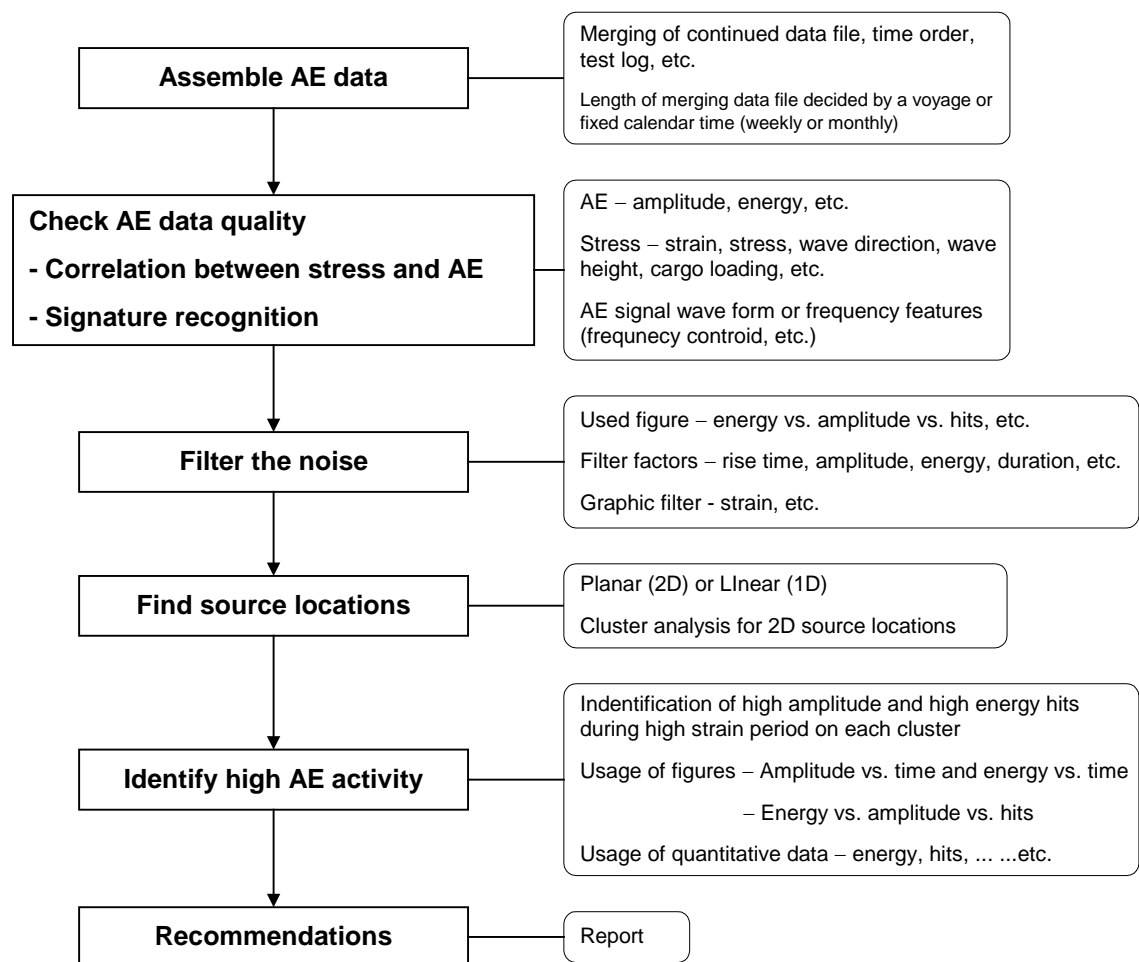 Assemble AE data
Merging of continued data file, time order,
test log, etc.
Length of merging data file decided by a voyage or
fixed calendar time (weekly or monthly)
Check AE data quality
- Correlation between stress and AE
- Signature recognition
AE – amplitude, energy, etc.
Stress – strain, stress, wave direction, wave
height, cargo loading, etc.
AE signal wave form or frequency features
(frequnecy controid, etc.)
Filter the noise
Used figure – energy vs. amplitude vs. hits, etc.
Filter factors – rise time, amplitude, energy, duration, etc.
Graphic filter - strain, etc.
Find source locations
Planar (2D) or LInear (1D)
Cluster analysis for 2D source locations
Identify high AE activity
Indentification of high amplitude and high energy hits
during high strain period on each cluster
Usage of figures – Amplitude vs. time and energy vs. time
– Energy vs. amplitude vs. hits
Usage of quantitative data – energy, hits, ... ...etc.
Recommendations
Report